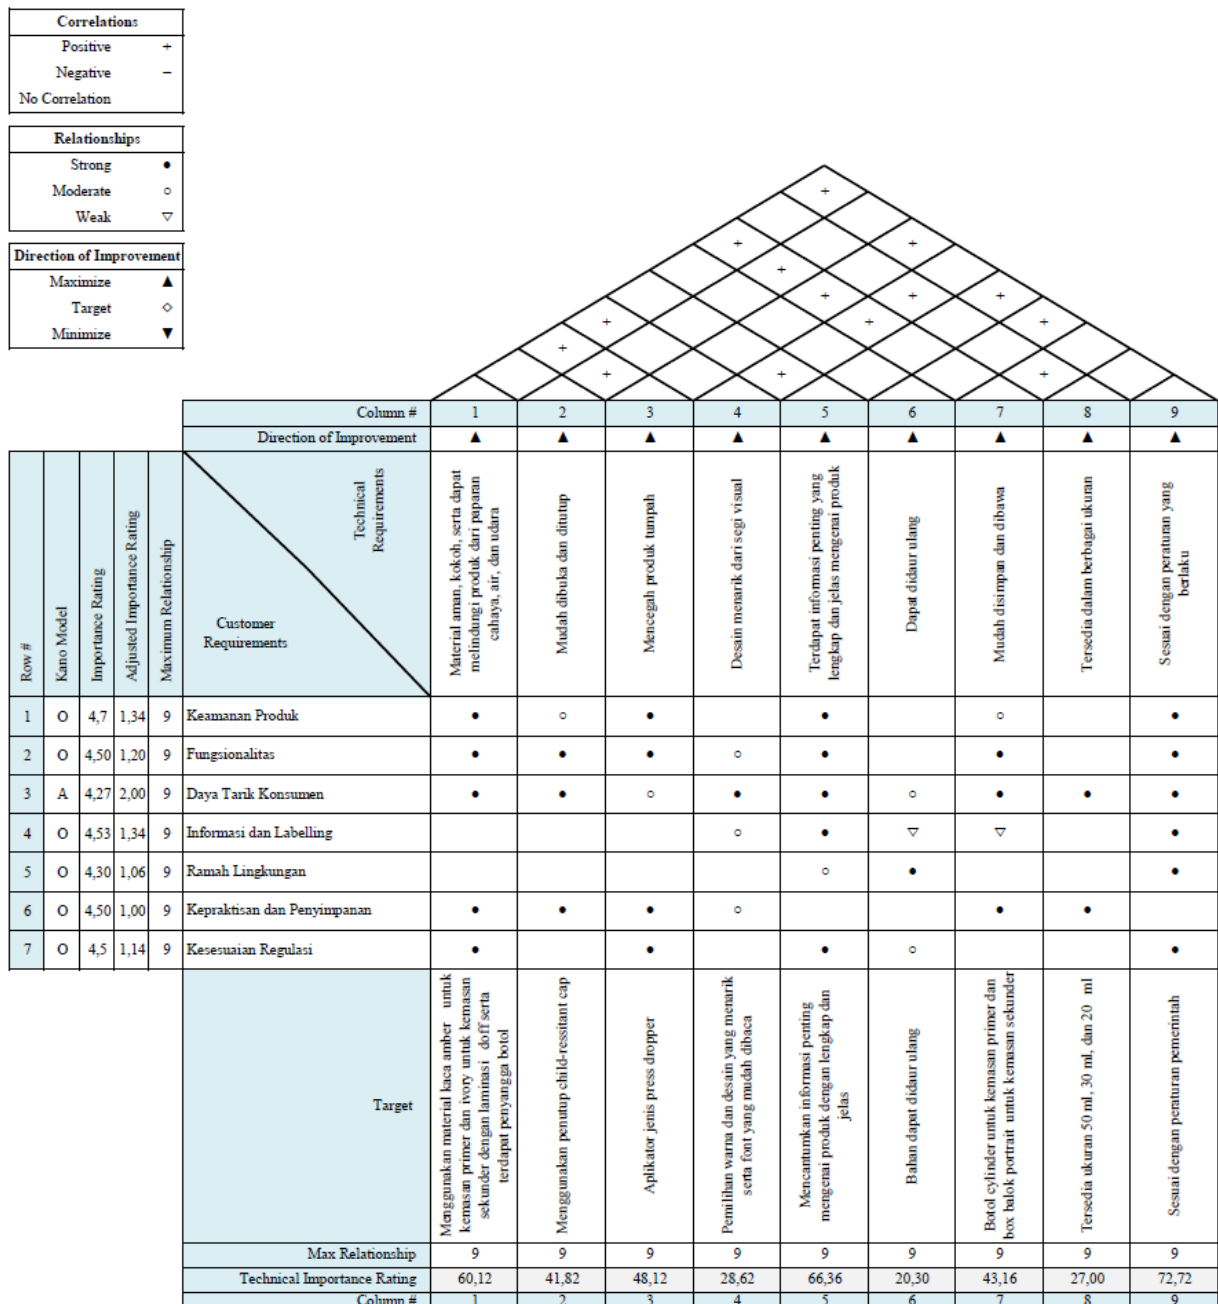 Correlations
Positive +
Negative −
No Correlation
Relationships
Strong ●
Moderate ○
Weak ▽
Direction of Improvement
Maximize ▲
Target ◇
Minimize ▼
+
+ +
+
+ + +
+ + +
+
+ + +
Column # 1 2 3 4 5 6 7 8 9
Direction of Improvement ▲ ▲ ▲ ▲ ▲ ▲ ▲ ▲ ▲
Row #
Kano Model
Importance Rating
Adjusted Importance Rating
Maximum Relationship
Technical
Requirements
Customer
Requirements
Material aman, kokoh, serta dapat
melindungi produk dari paparan
cahaya, air, dan udara
Mudah dibuka dan ditutup
Mencegah produk tumpah
Desain menarik dari segi visual
Terdapat informasi penting yang
lengkap dan jelas mengenai produk
Dapat didaur ulang
Mudah disimpan dan dibawa
Tersedia dalam berbagai ukuran
Sesuai dengan peraturan yang
berlaku
1 O 4,7 1,34 9 Keamanan Produk ● ○ ● ● ○ ●
2 O 4,50 1,20 9 Fungsionalitas ● ● ● ○ ● ● ●
3 A 4,27 2,00 9 Daya Tarik Konsumen ● ● ○ ● ● ○ ● ● ●
4 O 4,53 1,34 9 Informasi dan Labelling ○ ● ▽ ▽ ●
5 O 4,30 1,06 9 Ramah Lingkungan ○ ● ●
6 O 4,50 1,00 9 Kepraktisan dan Penyimpanan ● ● ● ○ ● ●
7 O 4,5 1,14 9 Kesesuaian Regulasi ● ● ● ○ ●
Target
Menggunakan material kaca amber untuk
kemasan primer dan ivory untuk kemasan
sekunder dengan laminasi doff serta
terdapat penyangga botol
Menggunakan penutup child-ressitant cap
Aplikator jenis press dropper
Pemilihan warna dan desain yang menarik
serta font yang mudah dibaca
Mencantumkan informasi penting
mengenai produk dengan lengkap dan
jelas
Bahan dapat didaur ulang
Botol cylinder untuk kemasan primer dan
box balok portrait untuk kemasan sekunder
Tersedia ukuran 50 ml, 30 ml, dan 20 ml
Sesuai dengan peraturan pemerintah
Max Relationship 9 9 9 9 9 9 9 9 9
Technical Importance Rating 60,12 41,82 48,12 28,62 66,36 20,30 43,16 27,00 72,72
Column # 1 2 3 4 5 6 7 8 9